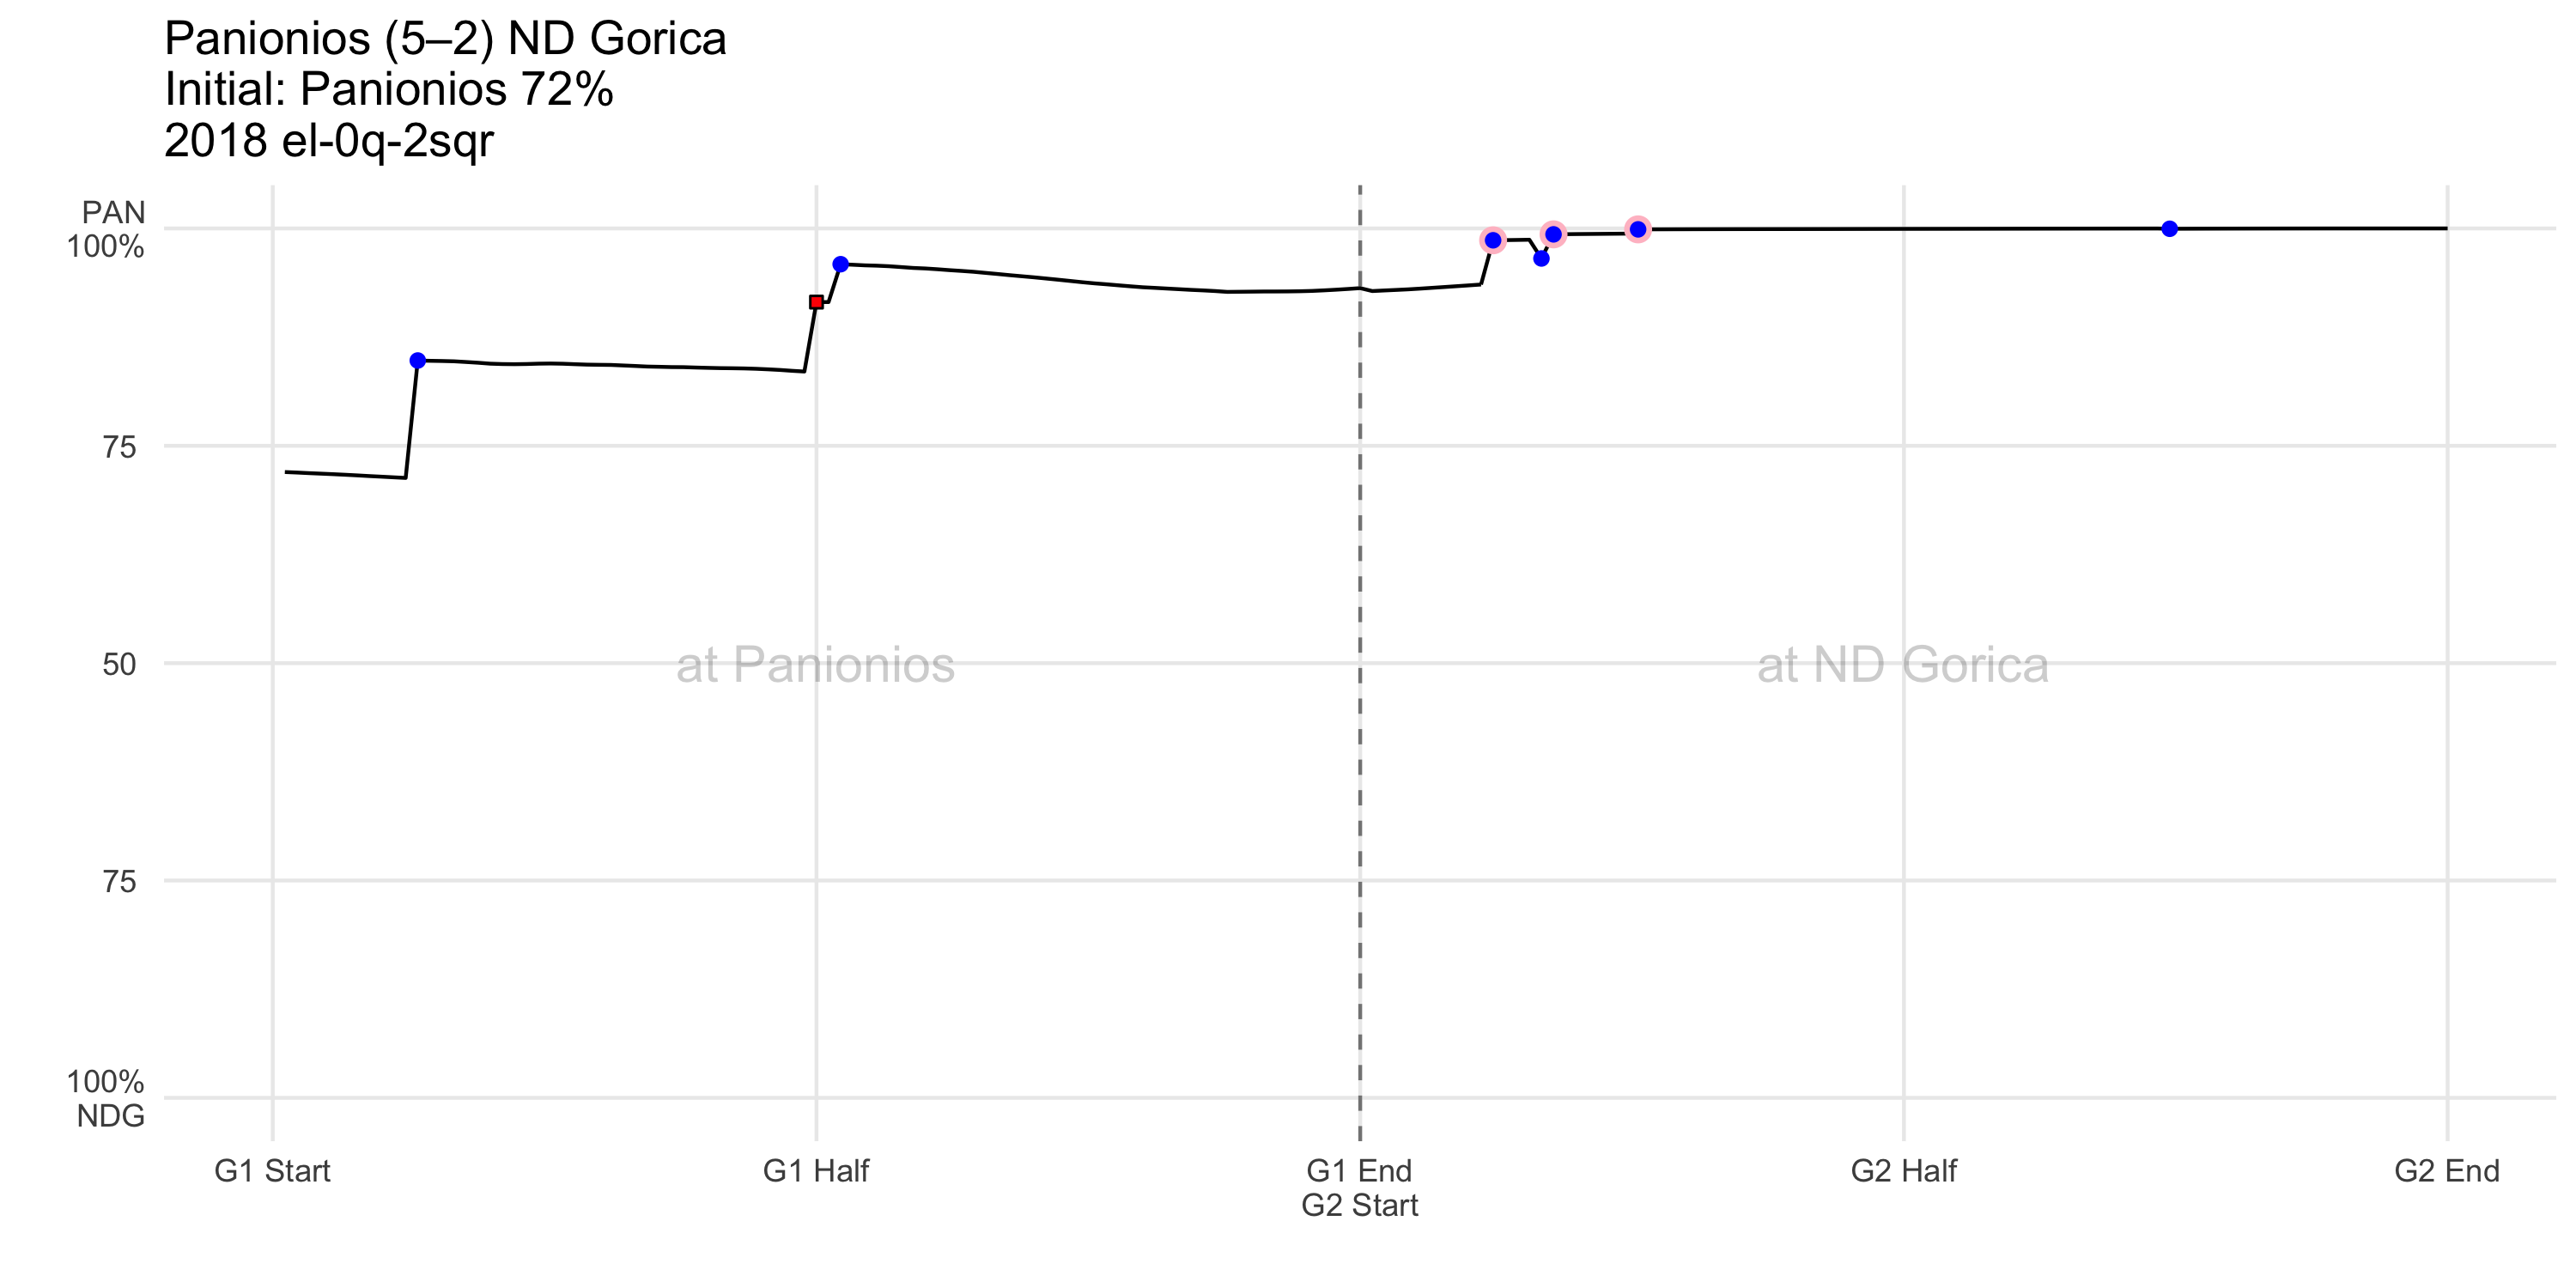 Panionios (5–2) ND Gorica
Initial: Panionios 72%
2018 el-0q-2sqr
PAN
100%
75
50
75
100%
NDG
at Panionios
at ND Gorica
G1 Start
G1 Half
G1 End
G2 Start
G2 Half
G2 End